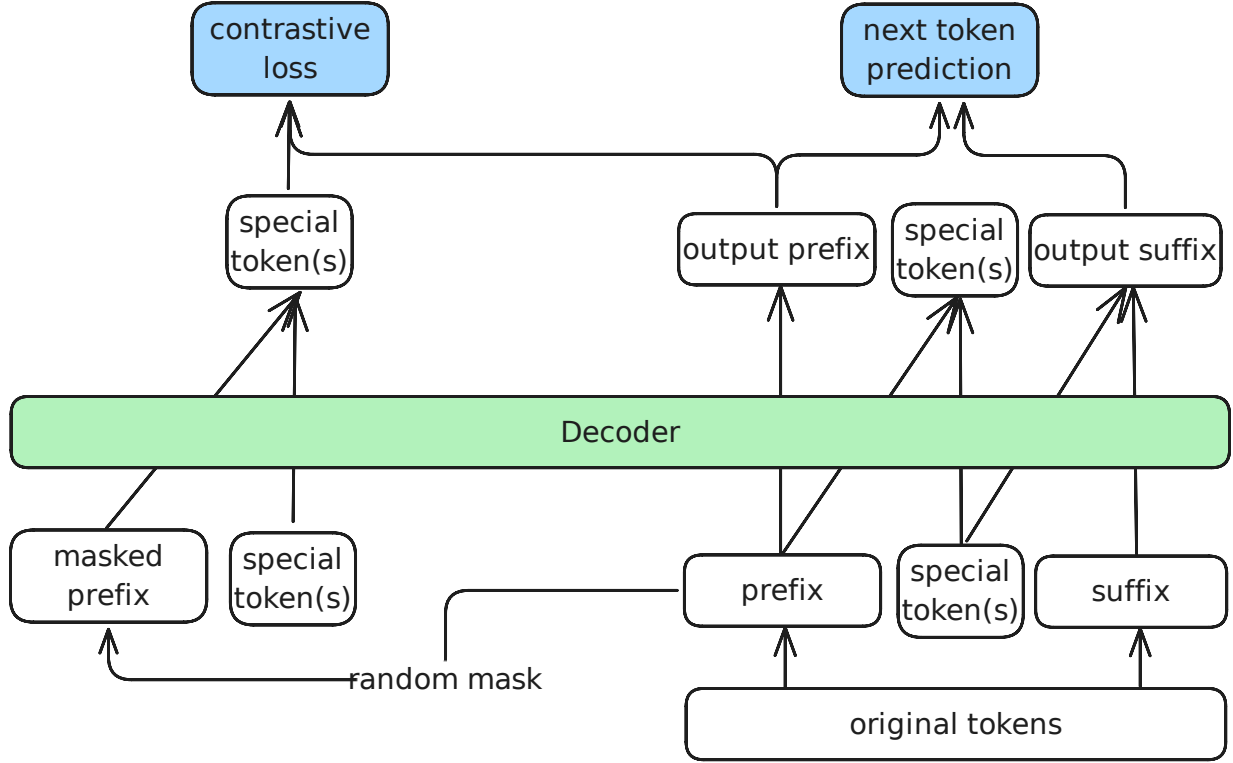 contrastive
loss
next token
prediction
special
token(s)
output prefix
special
token(s)
output suffix
Decoder
masked
prefix
special
token(s)
prefix
special
token(s)
suffix
random mask
original tokens